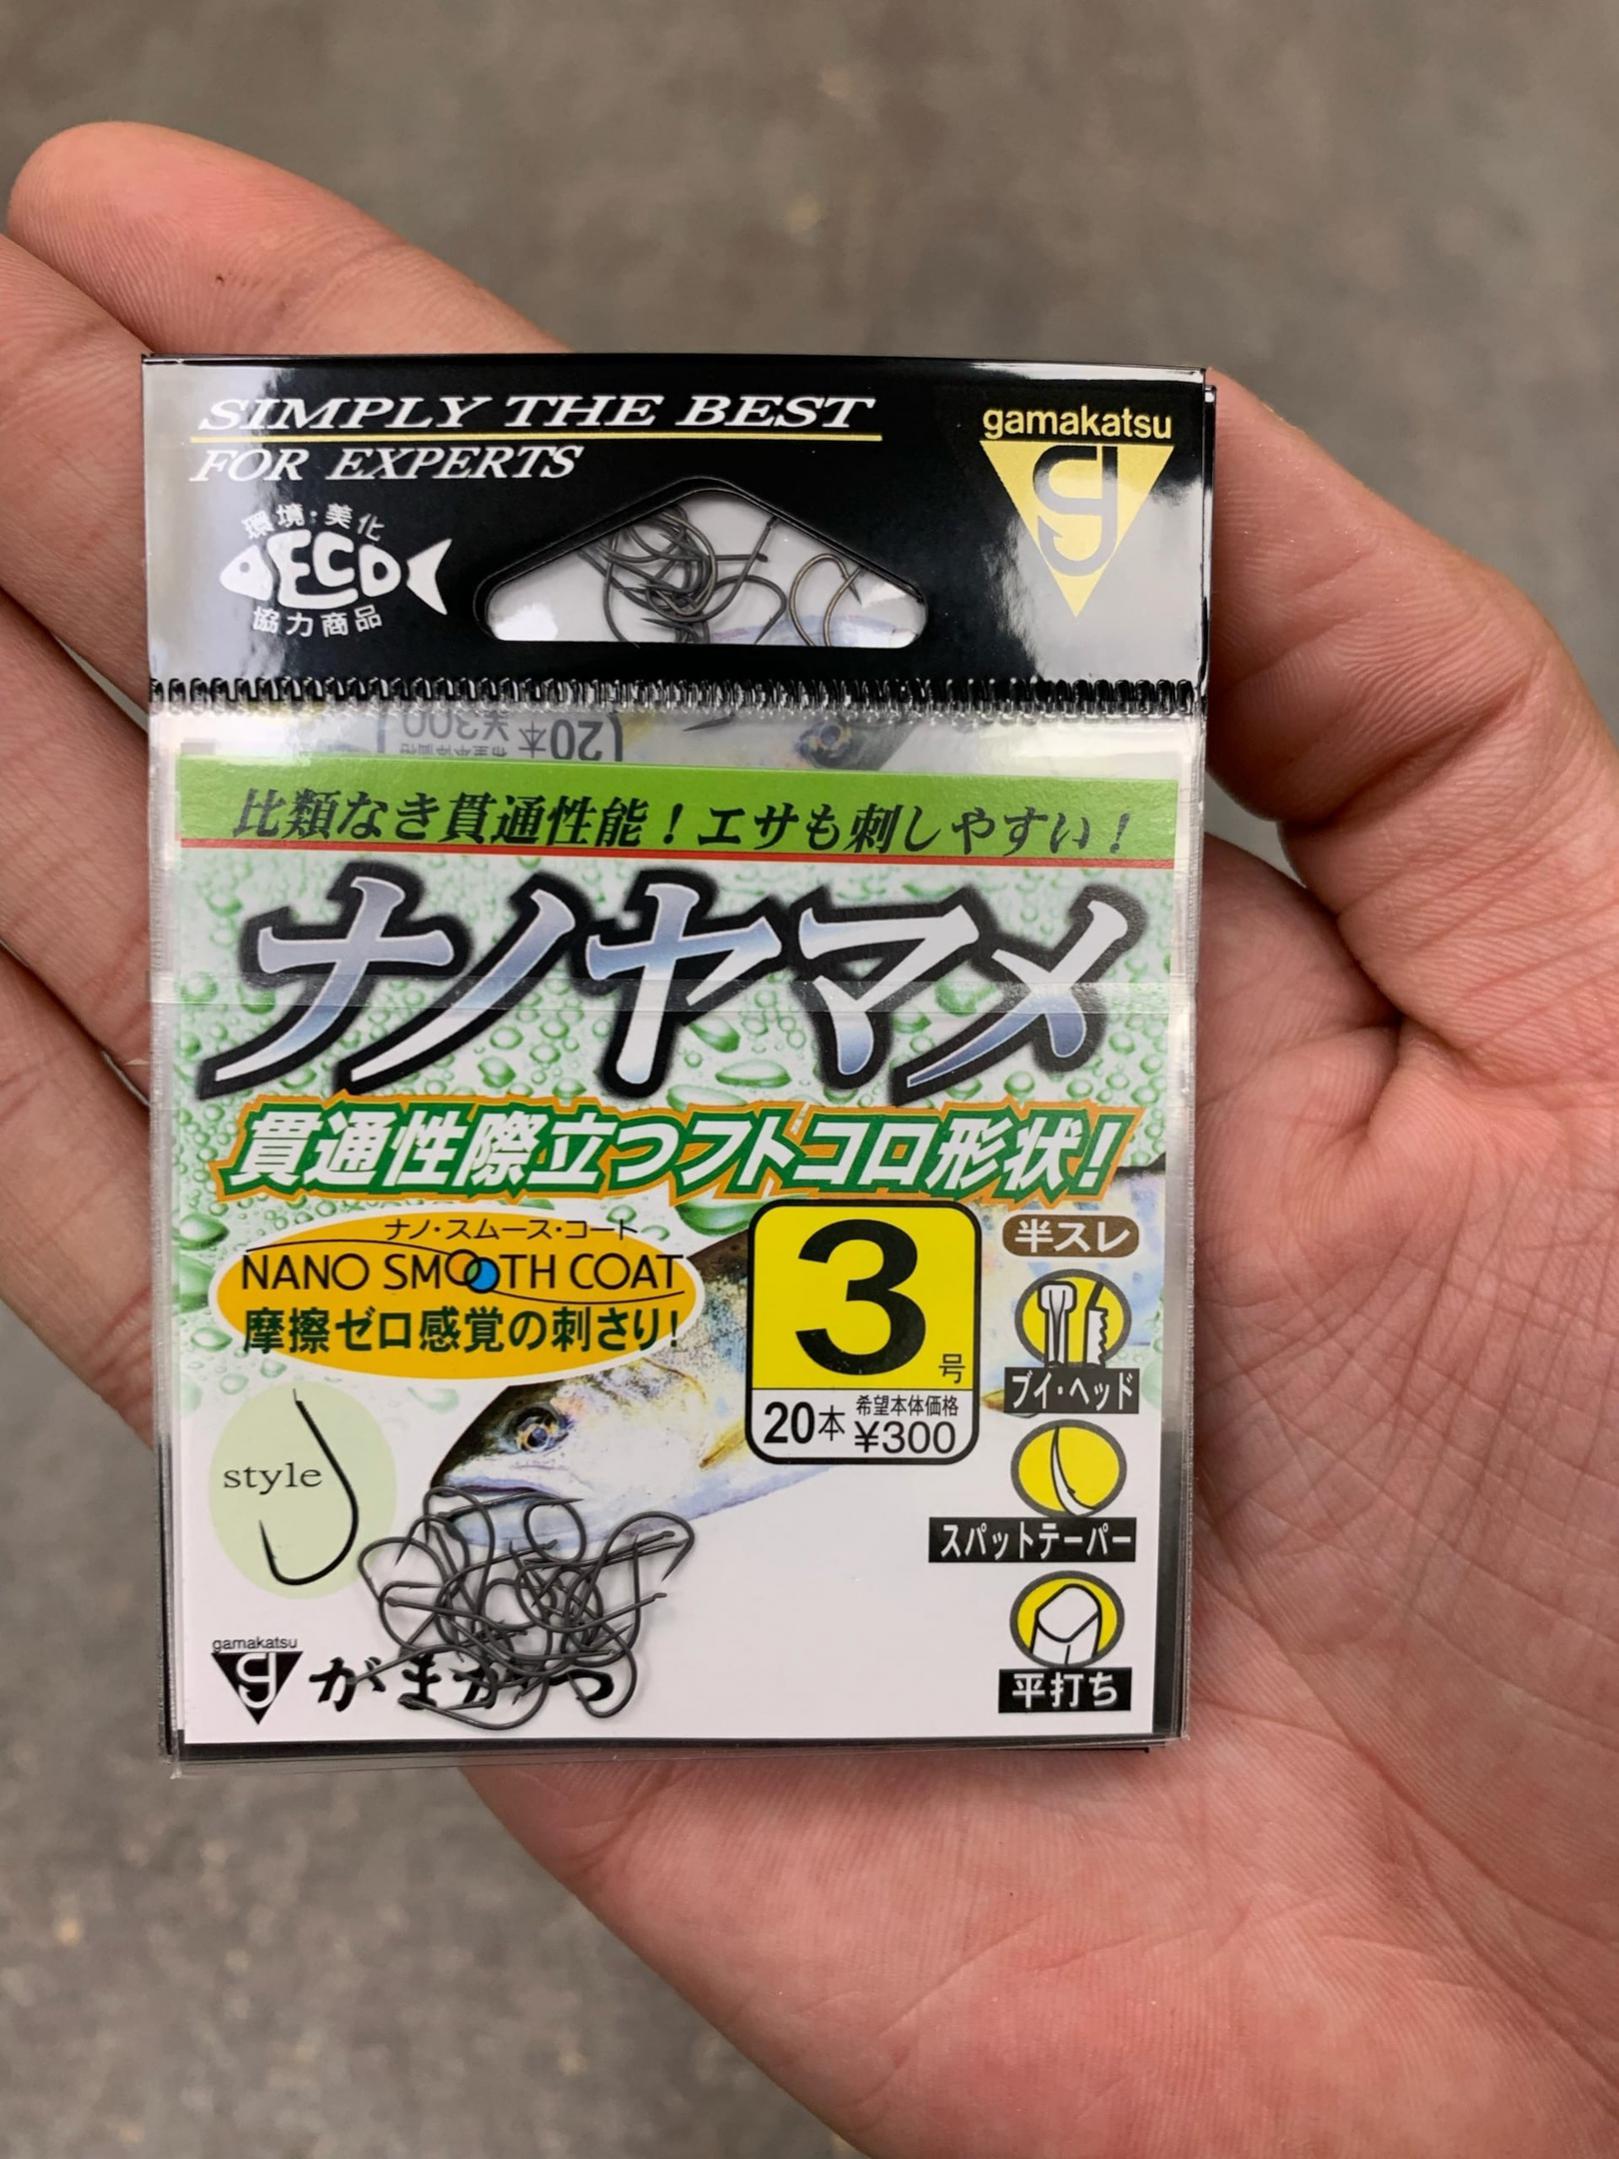 SIMPLY THE BEST
FOR EXPERTS
gamakatsu
環境・美化
ECO
協力商品
20本 ¥300
比類なき貫通性能！エサも刺しやすい！
ナノヤマメ
貫通性際立つフトコロ形状！
ナノ・スムース・コート
NANO SMOOTH COAT
摩擦ゼロ感覚の刺さり！
3号
20本 希望本体価格 ¥300
半スレ
ブイ・ヘッド
スパットテーパー
平打ち
style
gamakatsu
がまかつ